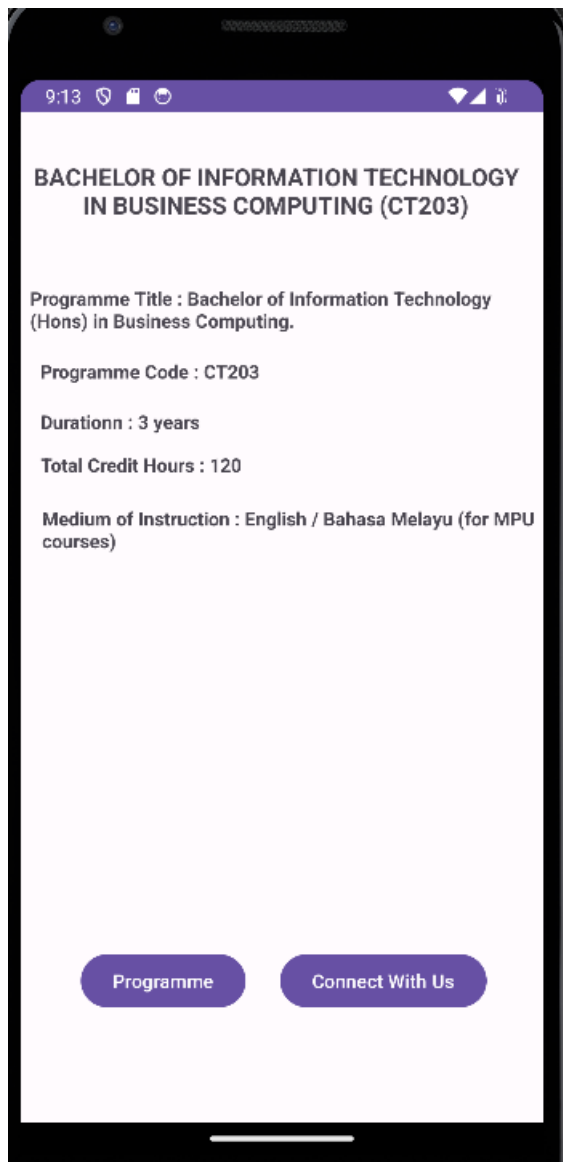 9:13
BACHELOR OF INFORMATION TECHNOLOGY
IN BUSINESS COMPUTING (CT203)
Programme Title : Bachelor of Information Technology
(Hons) in Business Computing.
Programme Code : CT203
Durationn : 3 years
Total Credit Hours : 120
Medium of Instruction : English / Bahasa Melayu (for MPU
courses)
Programme
Connect With Us